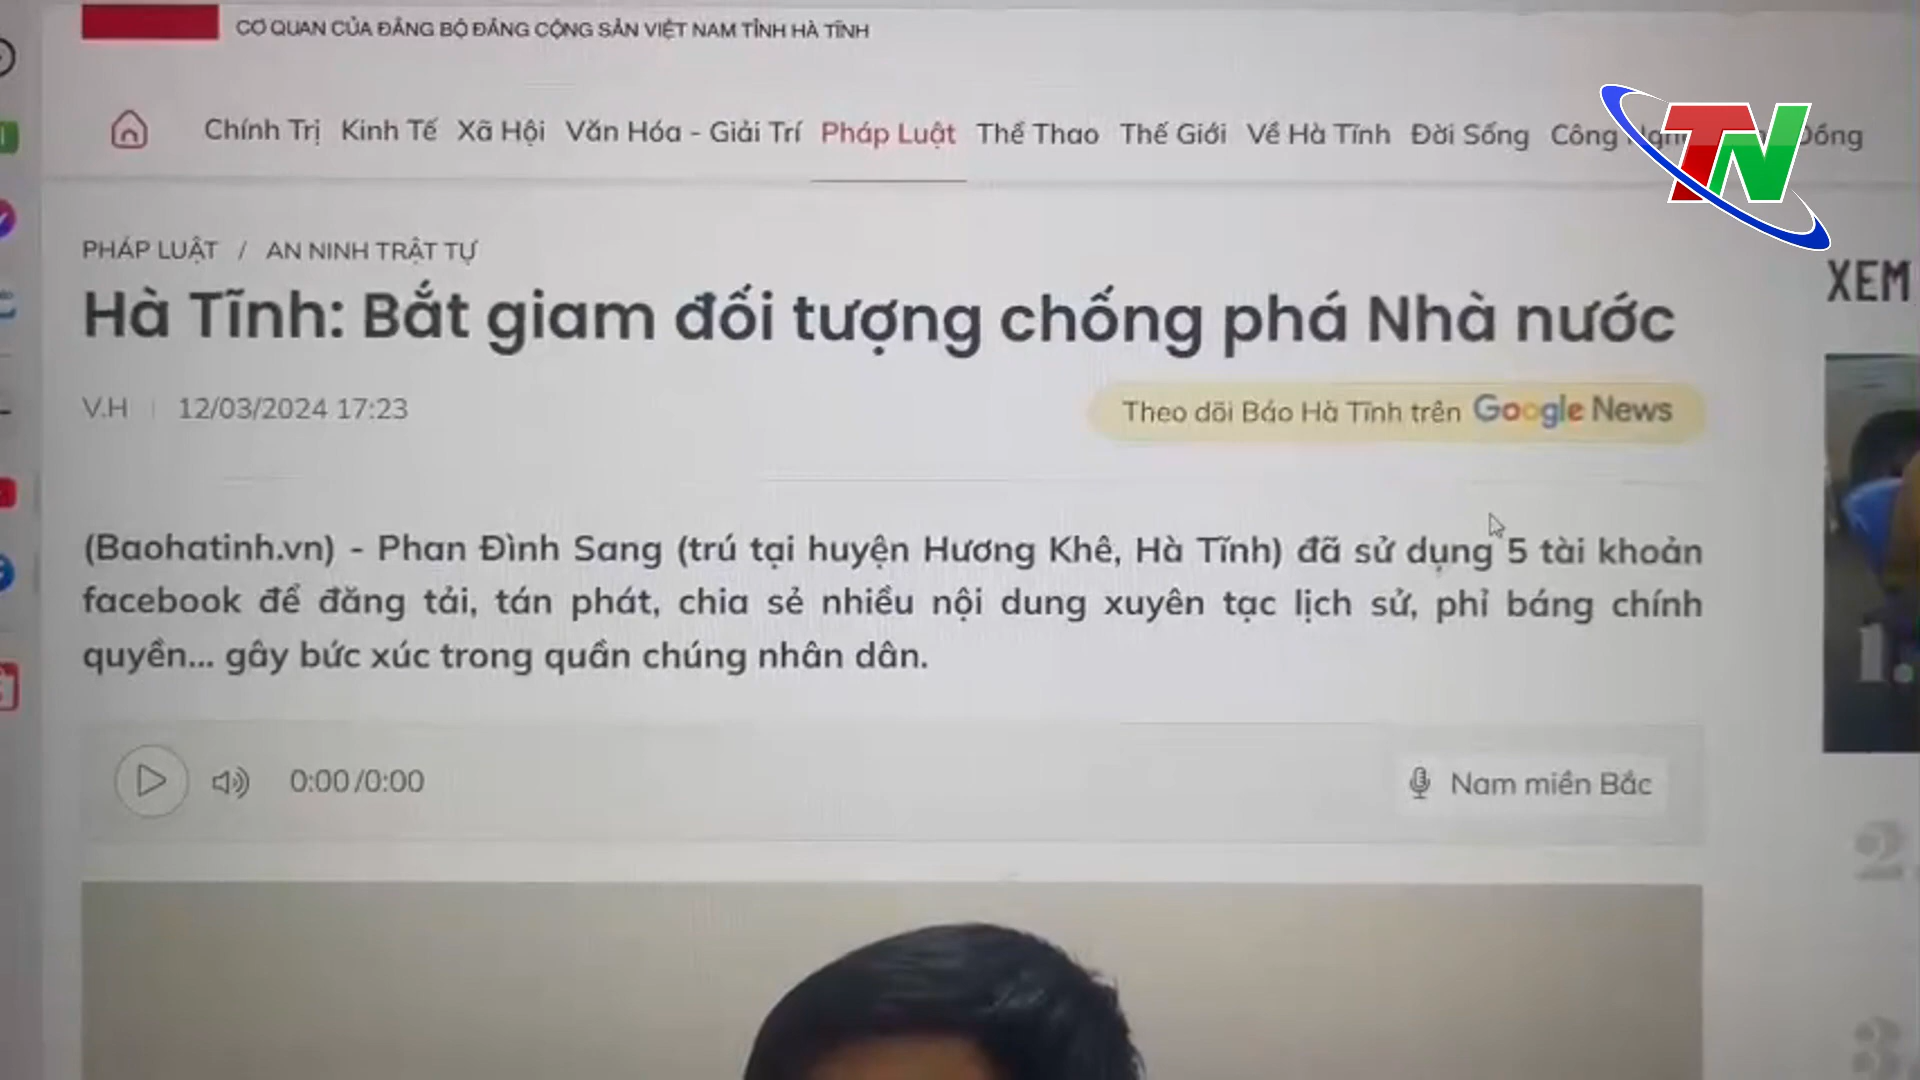 CƠ QUAN CỦA ĐẢNG BỘ ĐẢNG CỘNG SẢN VIỆT NAM TỈNH HÀ TĨNH
Chính Trị Kinh Tế Xã Hội Văn Hóa - Giải Trí Pháp Luật Thể Thao Thế Giới Về Hà Tĩnh Đời Sống Công Đồng
TN
PHÁP LUẬT / AN NINH TRẬT TỰ
XEM
Hà Tĩnh: Bắt giam đối tượng chống phá Nhà nước
V.H | 12/03/2024 17:23
Theo dõi Báo Hà Tĩnh trên Google News
(Baohatinh.vn) - Phan Đình Sang (trú tại huyện Hương Khê, Hà Tĩnh) đã sử dụng 5 tài khoản
facebook để đăng tải, tán phát, chia sẻ nhiều nội dung xuyên tạc lịch sử, phỉ báng chính
quyền... gây bức xúc trong quần chúng nhân dân.
1.
0:00/0:00
Nam miền Bắc
2.
3.